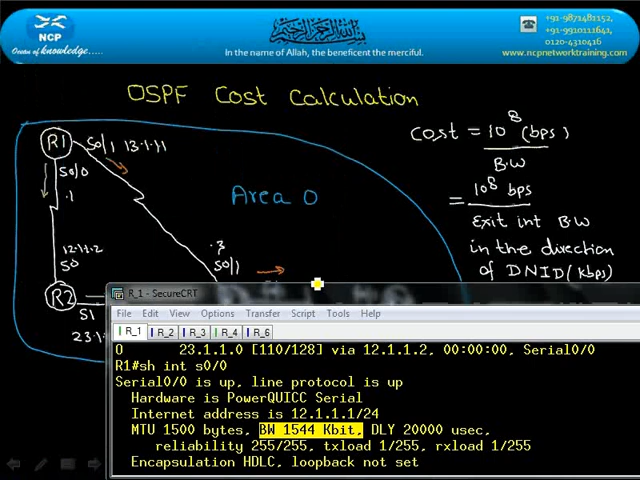 NCP
Ocean of knowledge.....
In the name of Allah, the beneficent the merciful.
+91-9871481152,
+91-9910111641,
0120-4310416
www.ncpnetworktraining.com
OSPF Cost Calculation
R1
S0/1 13.1.1.1
S0/0
.1
Area 0
12.1.1.2
S0
.3
S0/1
R2
S1
23.1.
Cost = 10^8 (bps)
B.W
= 10^8 bps
Exit int B.W
in the direction
of DNID (kbps)
R_1 - SecureCRT
File Edit View Options Transfer Script Tools Help
R_1 R_2 R_3 R_4 R_6
O 23.1.1.0 [110/128] via 12.1.1.2, 00:00:00, Serial0/0
R1#sh int s0/0
Serial0/0 is up, line protocol is up
Hardware is PowerQUICC Serial
Internet address is 12.1.1.1/24
MTU 1500 bytes, BW 1544 Kbit, DLY 20000 usec,
reliability 255/255, txload 1/255, rxload 1/255
Encapsulation HDLC, loopback not set